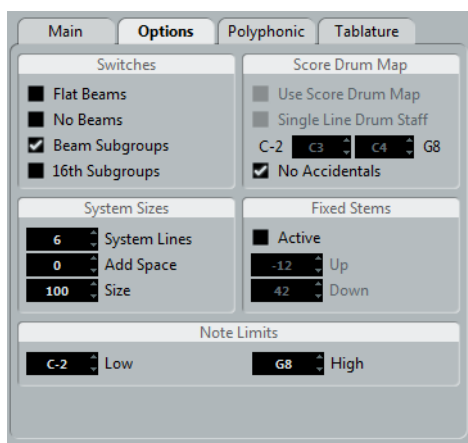 Main Options Polyphonic Tablature
Switches
Flat Beams
No Beams
Beam Subgroups
16th Subgroups
Score Drum Map
Use Score Drum Map
Single Line Drum Staff
C-2 C3 C4 G8
No Accidentals
System Sizes
6 System Lines
0 Add Space
100 Size
Fixed Stems
Active
-12 Up
42 Down
Note Limits
C-2 Low G8 High